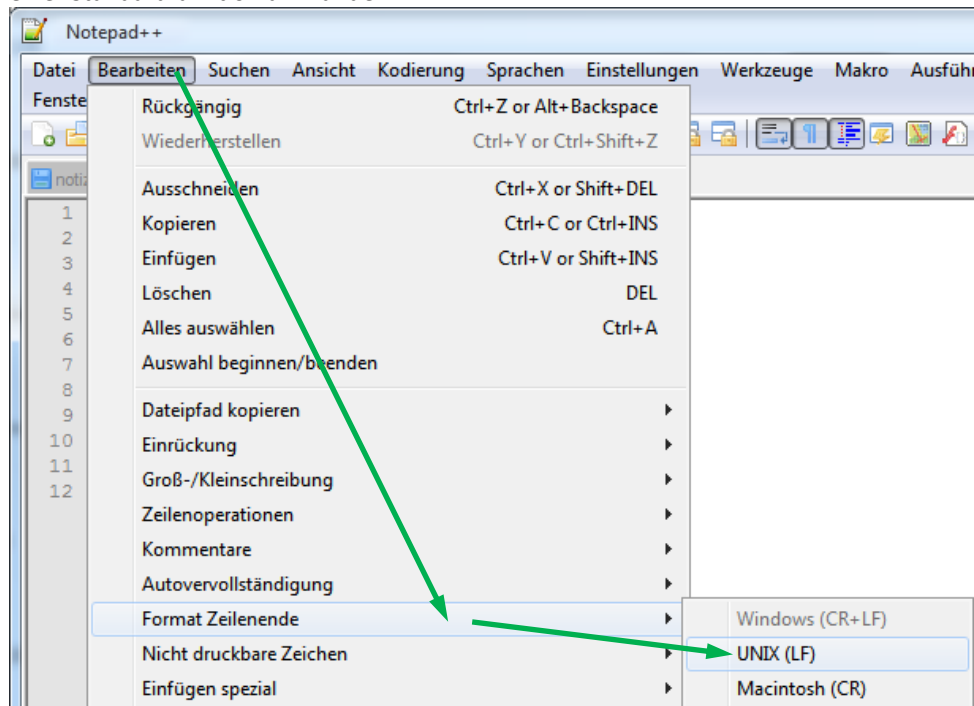 Notepad++
Datei Bearbeiten Suchen Ansicht Kodierung Sprachen Einstellungen Werkzeuge Makro Ausführ
Fenste
notiz
1
2
3
4
5
6
7
8
9
10
11
12
Rückgängig Ctrl+Z or Alt+Backspace
Wiederherstellen Ctrl+Y or Ctrl+Shift+Z
Ausschneiden Ctrl+X or Shift+DEL
Kopieren Ctrl+C or Ctrl+INS
Einfügen Ctrl+V or Shift+INS
Löschen DEL
Alles auswählen Ctrl+A
Auswahl beginnen/beenden
Dateipfad kopieren
Einrückung
Groß-/Kleinschreibung
Zeilenoperationen
Kommentare
Autovervollständigung
Format Zeilenende
Nicht druckbare Zeichen
Einfügen spezial
Windows (CR+LF)
UNIX (LF)
Macintosh (CR)